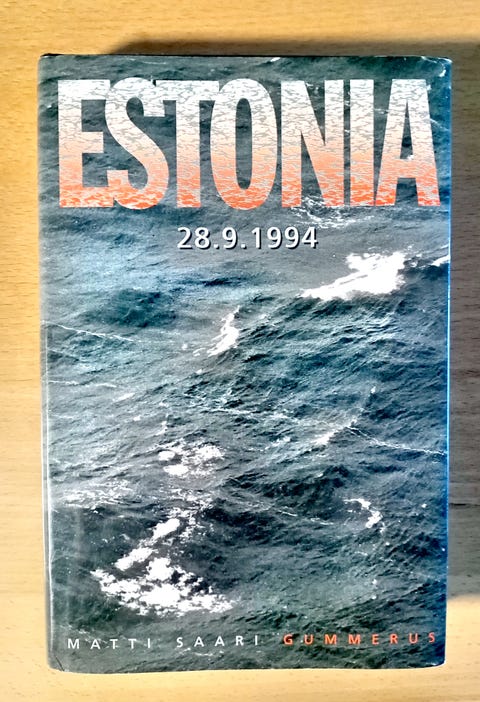 ESTONIA
28.9.1994
MATTI SAARI GUMMERUS